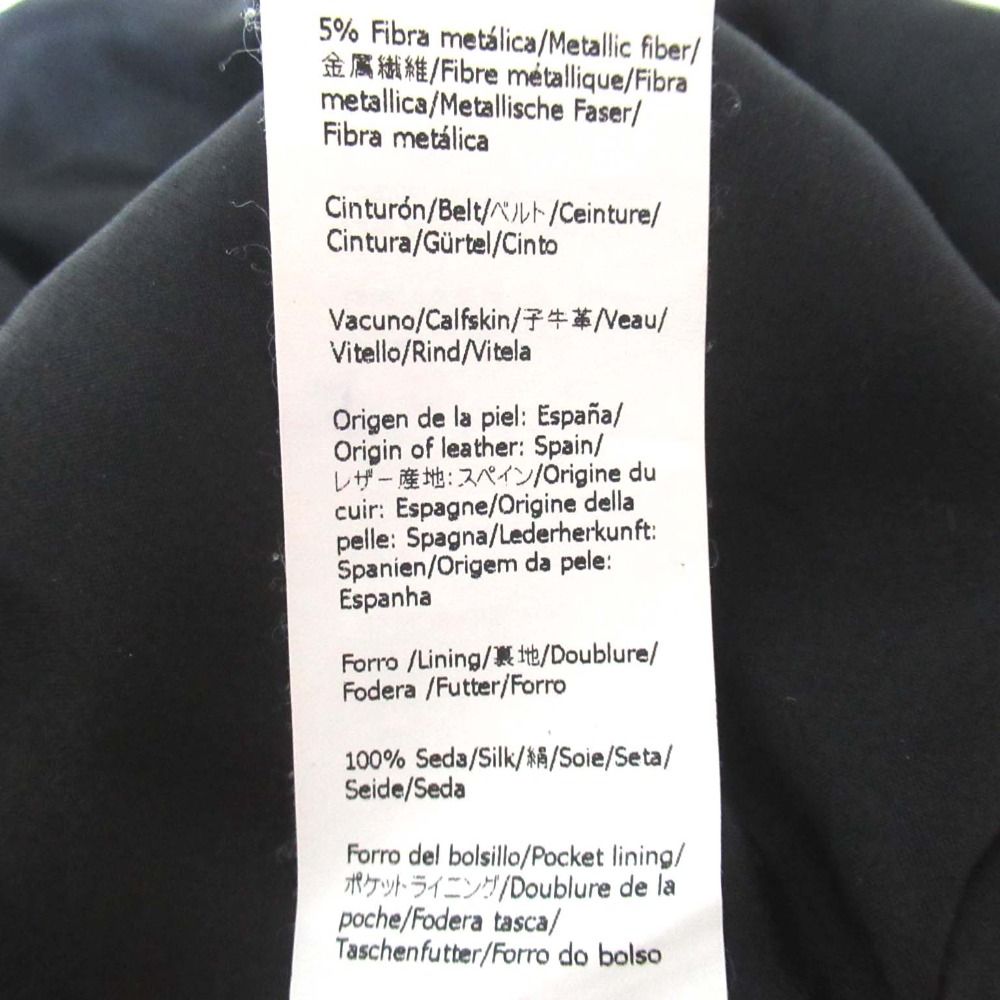 5% Fibra metálica/Metallic fiber/
金属繊維/Fibre métallique/Fibra
metallica/Metallische Faser/
Fibra metálica
Cinturón/Belt/ベルト/Ceinture/
Cintura/Gürtel/Cinto
Vacuno/Calfskin/子牛革/Veau/
Vitello/Rind/Vitela
Origen de la piel: España/
Origin of leather: Spain/
レザー産地:スペイン/Origine du
cuir: Espagne/Origine della
pelle: Spagna/Lederherkunft:
Spanien/Origem da pele:
Espanha
Forro /Lining/裏地/Doublure/
Fodera /Futter/Forro
100% Seda/Silk/絹/Soie/Seta/
Seide/Seda
Forro del bolsillo/Pocket lining/
ポケットライニング/Doublure de la
poche/Fodera tasca/
Taschenfutter/Forro do bolso